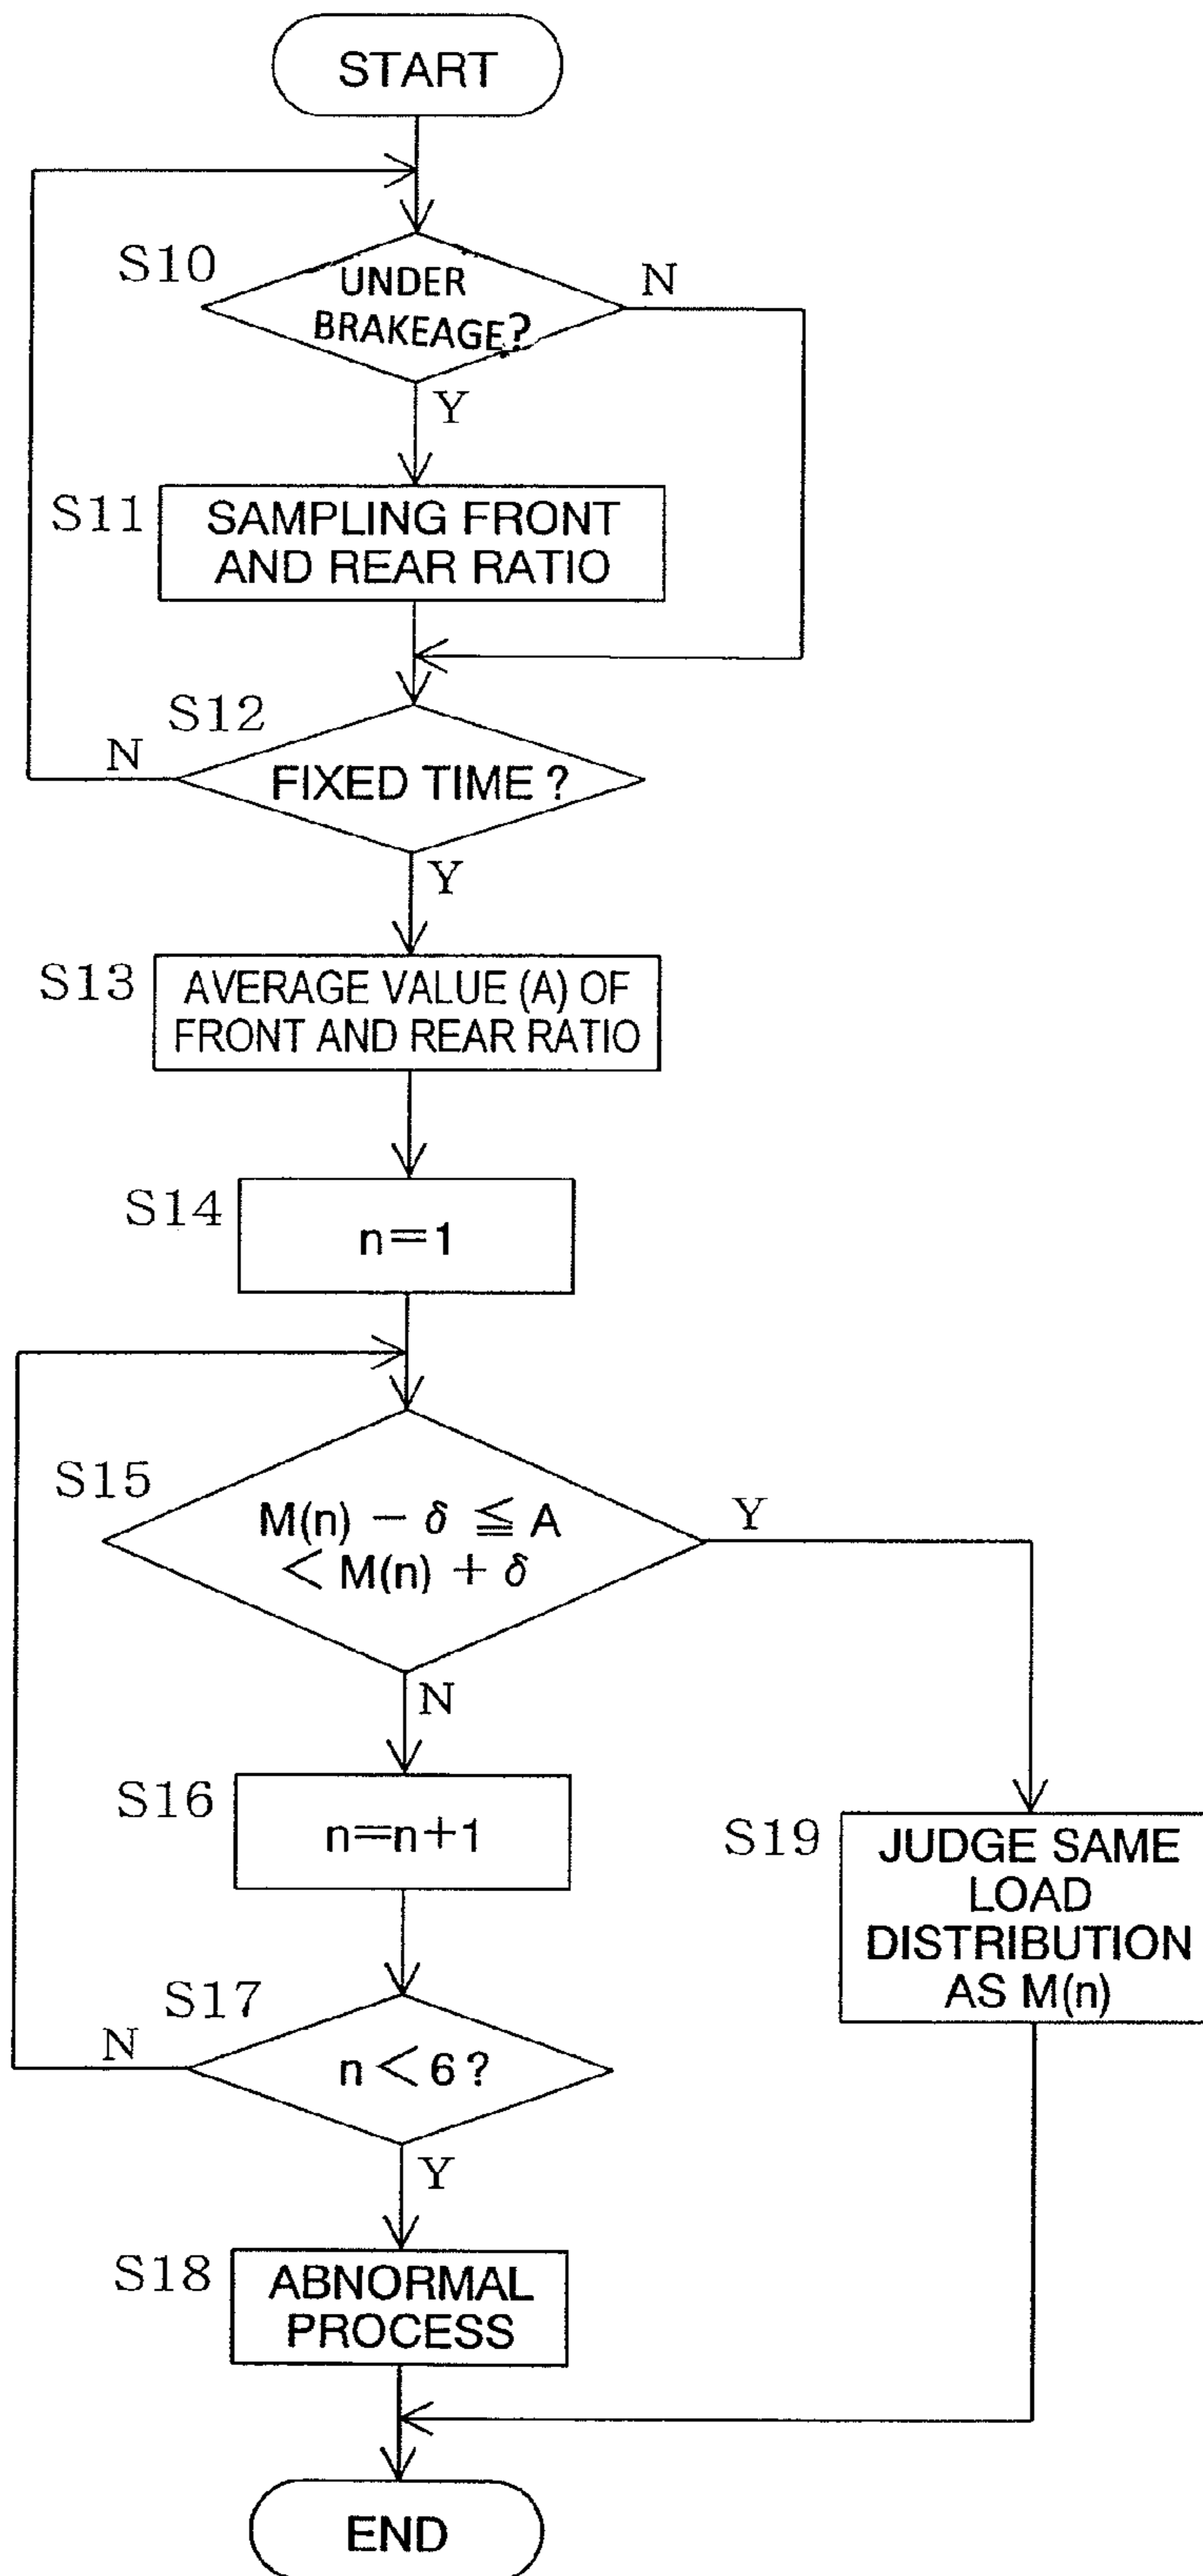 START
S10
UNDER
BRAKEAGE?
N
Y
S11
SAMPLING FRONT
AND REAR RATIO
S12
N
FIXED TIME ?
Y
S13
AVERAGE VALUE (A) OF
FRONT AND REAR RATIO
S14
n=1
S15
M(n) - δ ≦ A
< M(n) + δ
Y
N
S16
n=n+1
S19
JUDGE SAME
LOAD
DISTRIBUTION
AS M(n)
S17
N
n < 6 ?
Y
S18
ABNORMAL
PROCESS
END